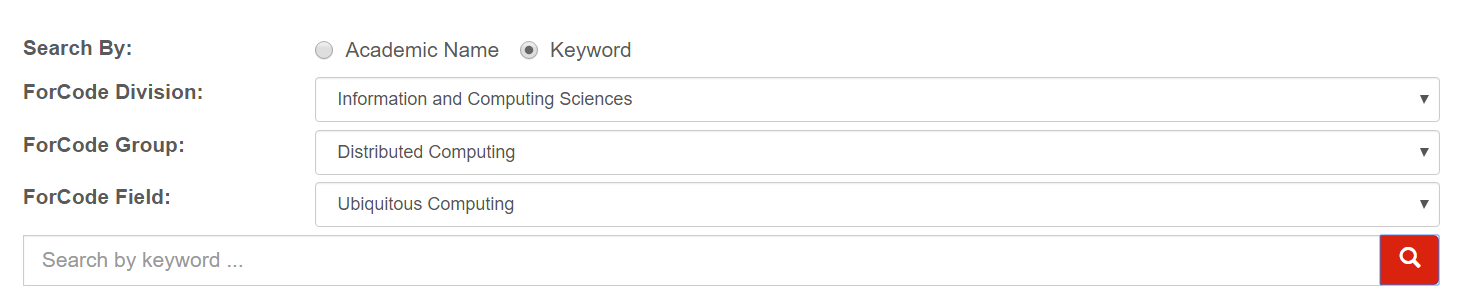 Search By: Academic Name Keyword
ForCode Division: Information and Computing Sciences
ForCode Group: Distributed Computing
ForCode Field: Ubiquitous Computing
Search by keyword ...